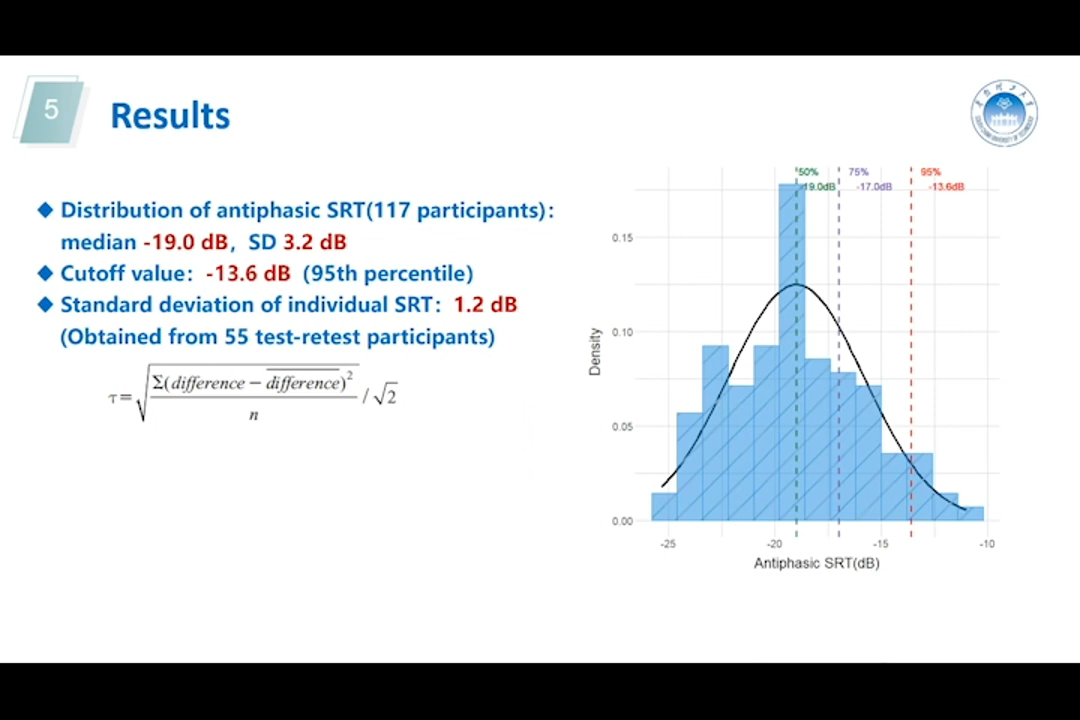 5
Results
◆ Distribution of antiphasic SRT(117 participants):
median -19.0 dB, SD 3.2 dB
◆ Cutoff value: -13.6 dB (95th percentile)
◆ Standard deviation of individual SRT: 1.2 dB
(Obtained from 55 test-retest participants)
τ=√(Σ(difference − \overline{difference})²/n) / √2
50% 75% 95%
-19.0dB -17.0dB -13.6dB
0.15
0.10
0.05
0.00
Density
-25 -20 -15 -10
Antiphasic SRT(dB)